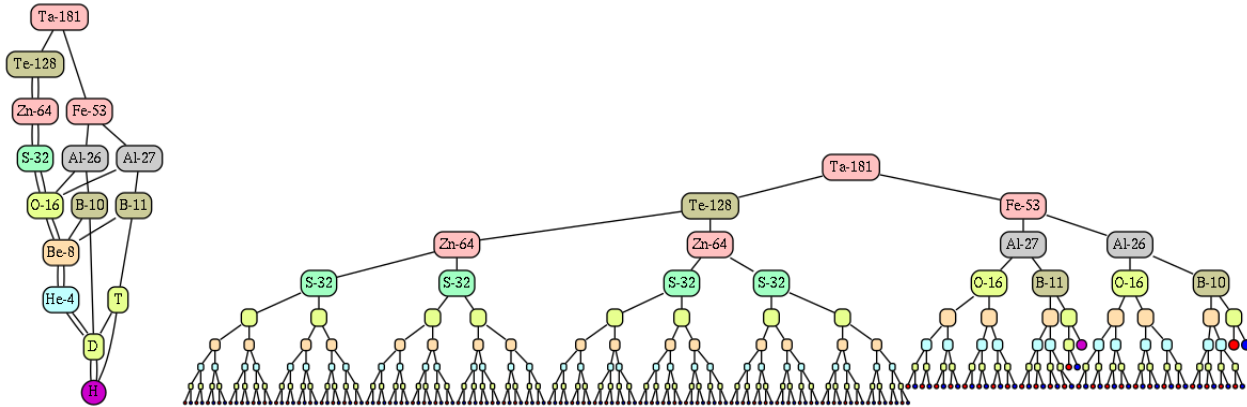 Ta-181
Te-128
Zn-64 Fe-53
S-32 Al-26 Al-27
O-16 B-10 B-11
Be-8
He-4 T
D
H
Ta-181
Te-128 Fe-53
Zn-64 Zn-64 Al-27 Al-26
S-32 S-32 S-32 S-32 O-16 B-11 O-16 B-10